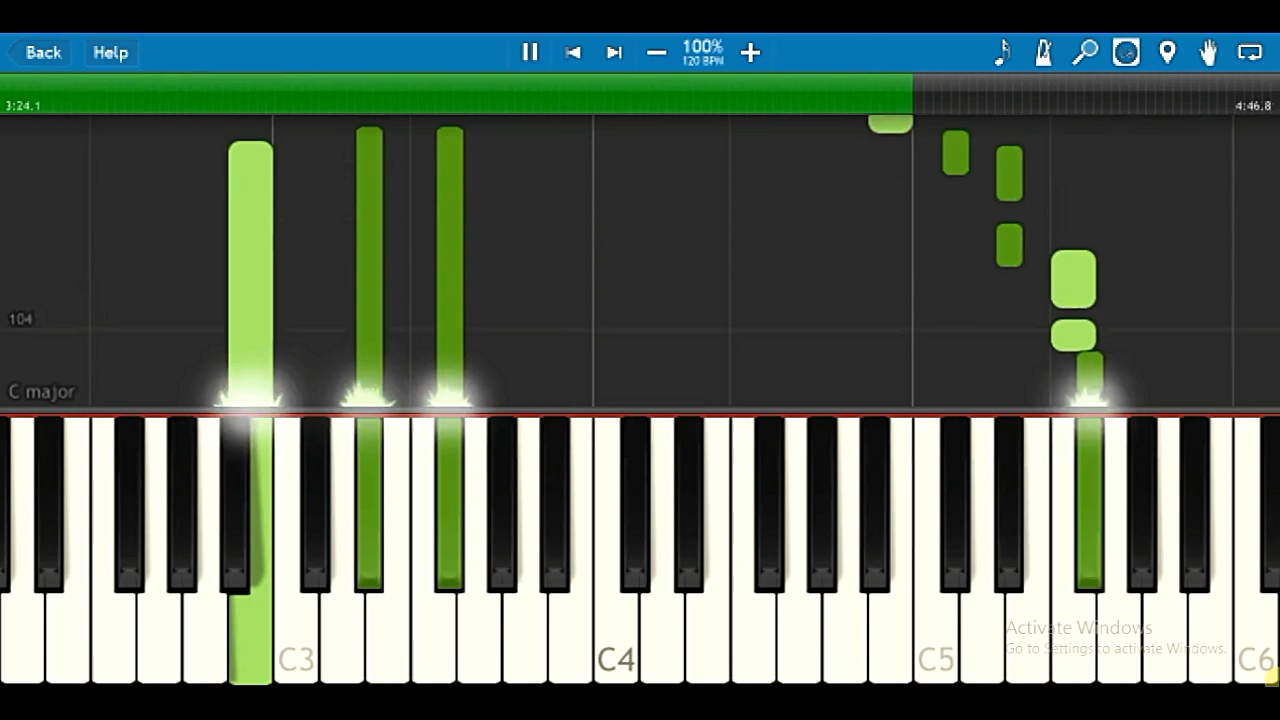 Back
Help
100%
120 BPM
3:24.1
4:46.8
104
C major
C3
C4
C5
C6
Activate Windows
Go to Settings to activate Windows.